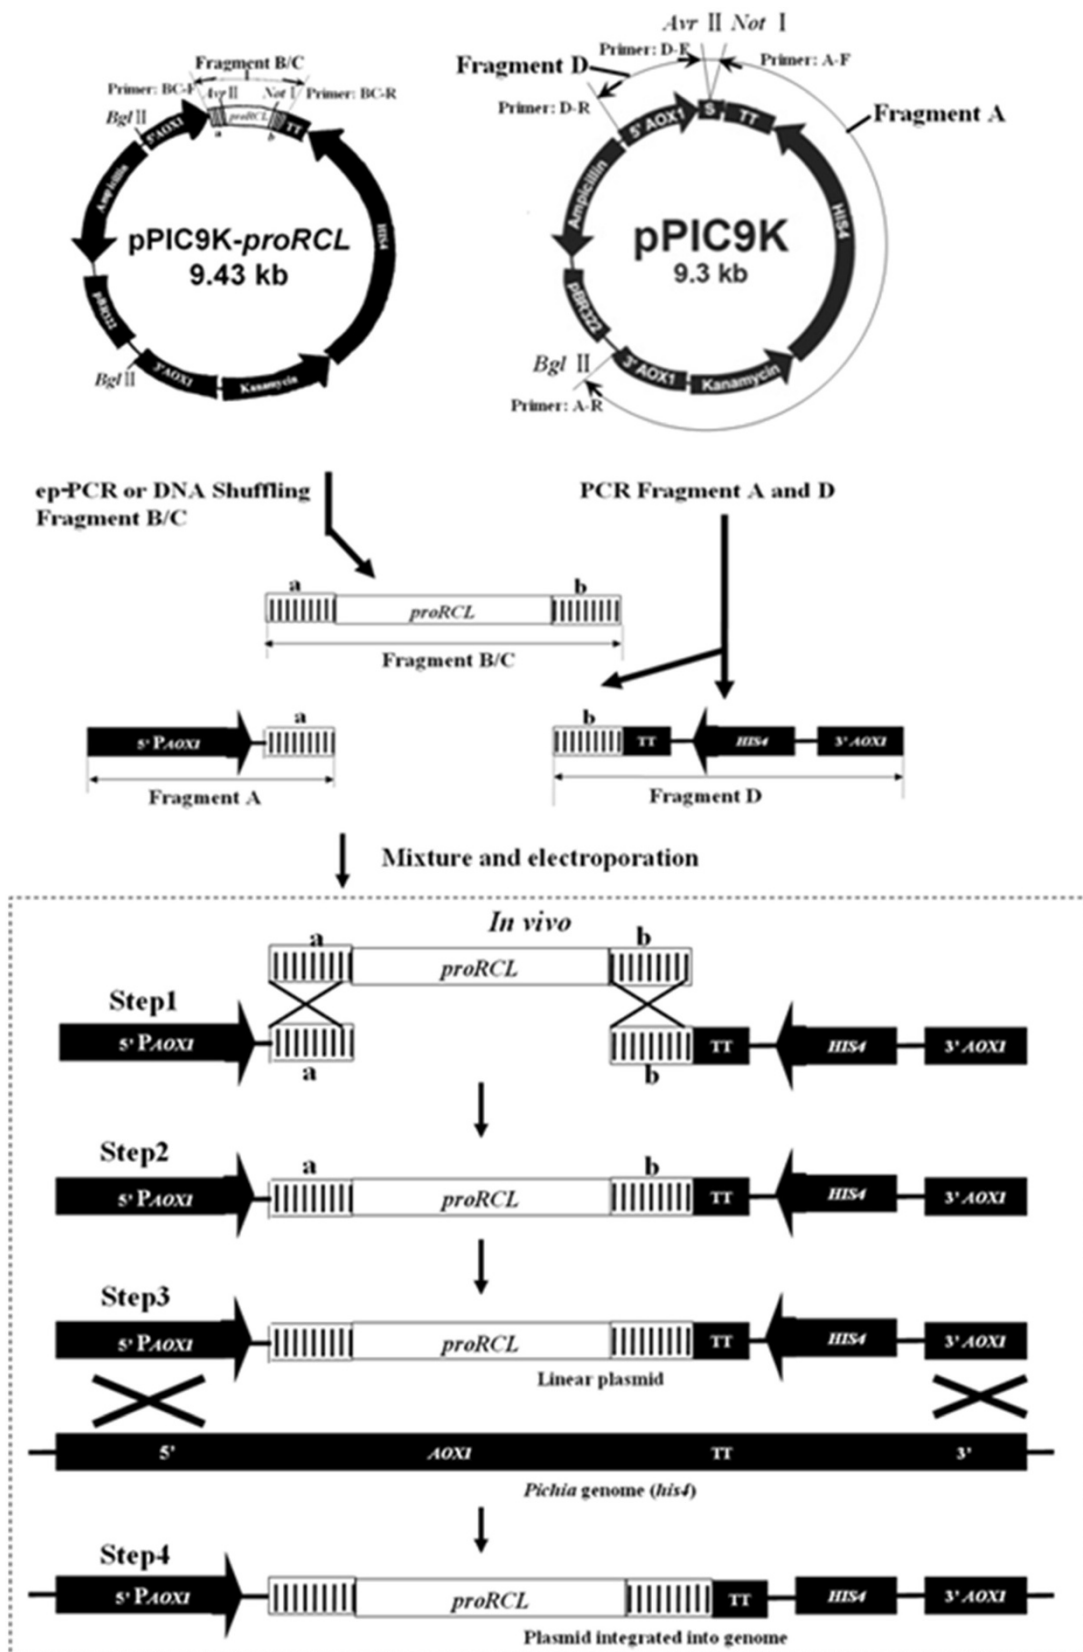 Avr II Not I
Fragment B/C
Primer: BC-F
Avr II
Not I
Primer: BC-R
Bgl II
5' AOX1
a
proRCL
b
TT
Ampicillin
HIS4
pPIC9K-proRCL
9.43 kb
pBR322
Bgl II
3' AOX1
Kanamycin
Fragment D
Primer: D-F
Primer: A-F
Primer: D-R
Fragment A
5' AOX1
S
TT
Ampicillin
HIS4
pPIC9K
9.3 kb
pBR322
Bgl II
3' AOX1
Kanamycin
Primer: A-R
ep-PCR or DNA Shuffling
Fragment B/C
PCR Fragment A and D
a
b
proRCL
Fragment B/C
a
b
5' PAOX1
TT
HIS4
3' AOX1
Fragment A
Fragment D
Mixture and electroporation
In vivo
a
b
proRCL
Step1
5' PAOX1
TT
HIS4
3' AOX1
a
b
Step2
a
b
5' PAOX1
proRCL
TT
HIS4
3' AOX1
Step3
5' PAOX1
proRCL
TT
HIS4
3' AOX1
Linear plasmid
5'
AOX1
TT
3'
Pichia genome (his4)
Step4
5' PAOX1
proRCL
TT
HIS4
3' AOX1
Plasmid integrated into genome